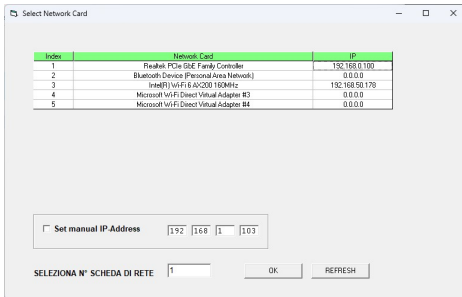 Select Network Card
Index Network Card IP
1 Realtek PCIe GbE Family Controller 192.168.0.100
2 Bluetooth Device (Personal Area Network) 0.0.0.0
3 Intel(R) Wi-Fi 6 AX200 160MHz 192.168.50.178
4 Microsoft Wi-Fi Direct Virtual Adapter #3 0.0.0.0
5 Microsoft Wi-Fi Direct Virtual Adapter #4 0.0.0.0
Set manual IP-Address 192 168 1 103
SELEZIONA N° SCHEDA DI RETE 1 OK REFRESH